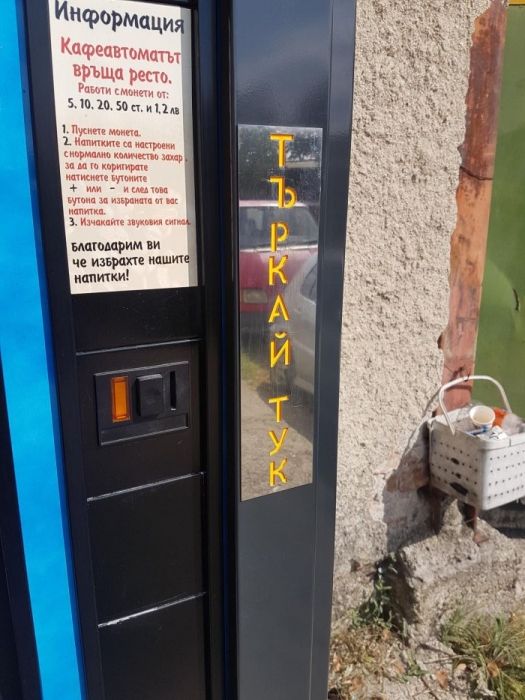 Информация
Кафеавтоматът
връща ресто.
Работи с монети от:
5. 10. 20. 50 ст. и 1,2 лв
1. Пуснете монета.
2. Напитките са настроени
с нормално количество захар ,
за да го коригирате
натиснете бутоните
+ или - и след това
бутона за избраната от вас
напитка.
3. Изчакайте звуковия сигнал.
Благодарим ви
че избрахте нашите
напитки!
ТЪРКАЙ ТУК